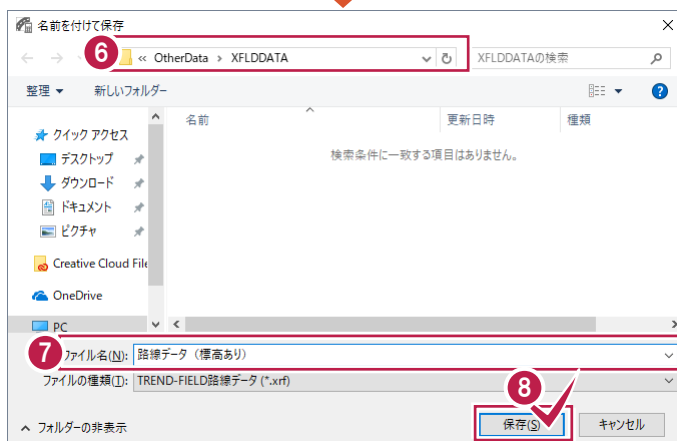 名前を付けて保存
6
« OtherData › XFLDDATA
XFLDDATAの検索
整理
新しいフォルダー
名前
更新日時
種類
検索条件に一致する項目はありません。
クイック アクセス
デスクトップ
ダウンロード
ドキュメント
ピクチャ
Creative Cloud File
OneDrive
PC
7
ファイル名(N): 路線データ（標高あり）
ファイルの種類(T): TREND-FIELD路線データ (*.xrf)
8
フォルダーの非表示
保存(S)
キャンセル